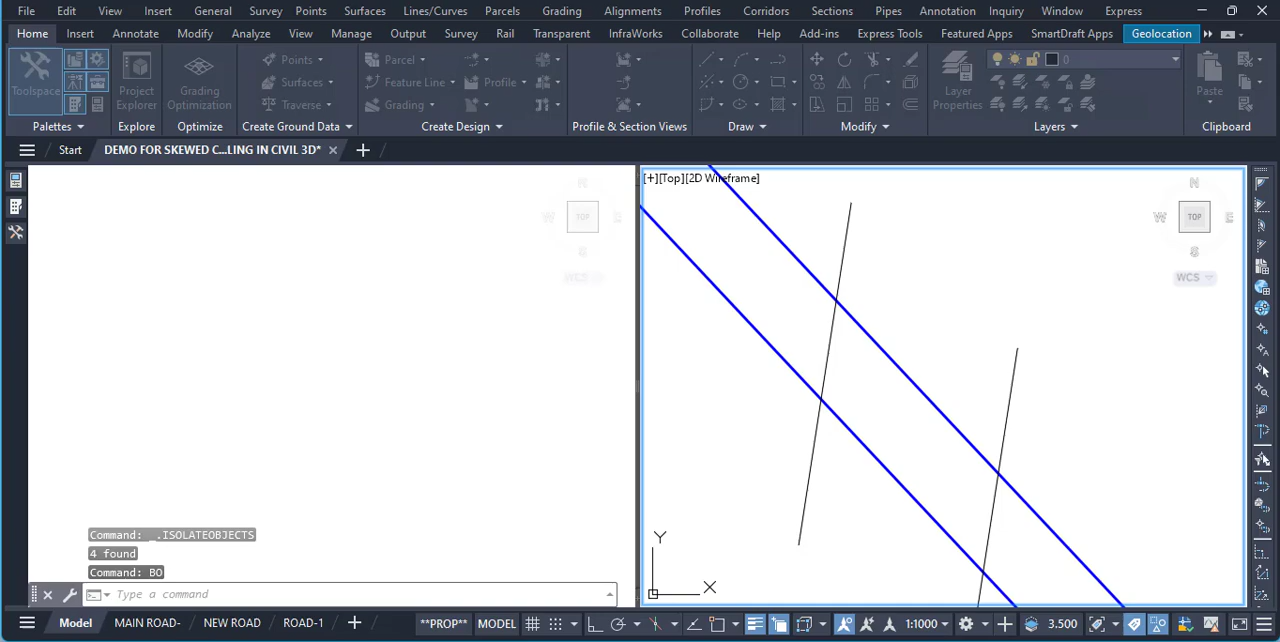 File Edit View Insert General Survey Points Surfaces Lines/Curves Parcels Grading Alignments Profiles Corridors Sections Pipes Annotation Inquiry Window Express
Home Insert Annotate Modify Analyze View Manage Output Survey Rail Transparent InfraWorks Collaborate Help Add-ins Express Tools Featured Apps SmartDraft Apps Geolocation
Toolspace
Project Explorer
Grading Optimization
Points
Surfaces
Traverse
Parcel
Feature Line
Grading
Profile
Layer Properties
0
Paste
Palettes Explore Optimize Create Ground Data Create Design Profile & Section Views Draw Modify Layers Clipboard
Start DEMO FOR SKEWED C...LING IN CIVIL 3D*
[+][Top][2D Wireframe]
N
W TOP E
S
WCS
N
W TOP E
S
WCS
Y
X
Command: _.ISOLATEOBJECTS
4 found
Command: BO
Type a command
Model MAIN ROAD- NEW ROAD ROAD-1 **PROP** MODEL 1:1000 3.500